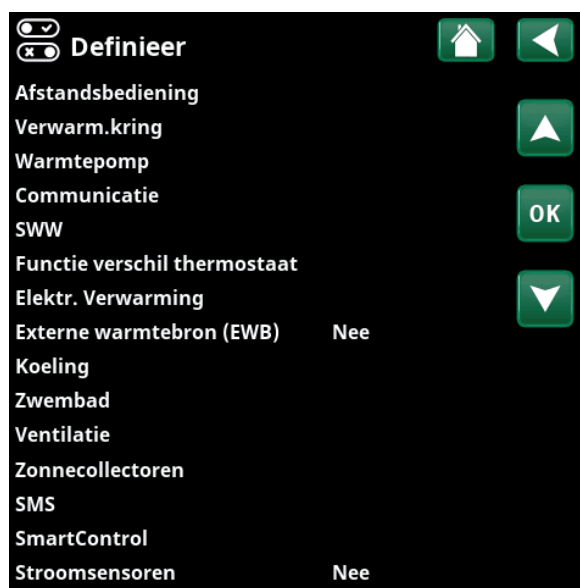 Definieer
Afstandsbediening
Verwarm.kring
Warmtepomp
Communicatie
SWW
OK
Functie verschil thermostaat
Elektr. Verwarming
Externe warmtebron (EWB) Nee
Koeling
Zwembad
Ventilatie
Zonnecollectoren
SMS
SmartControl
Stroomsensoren Nee